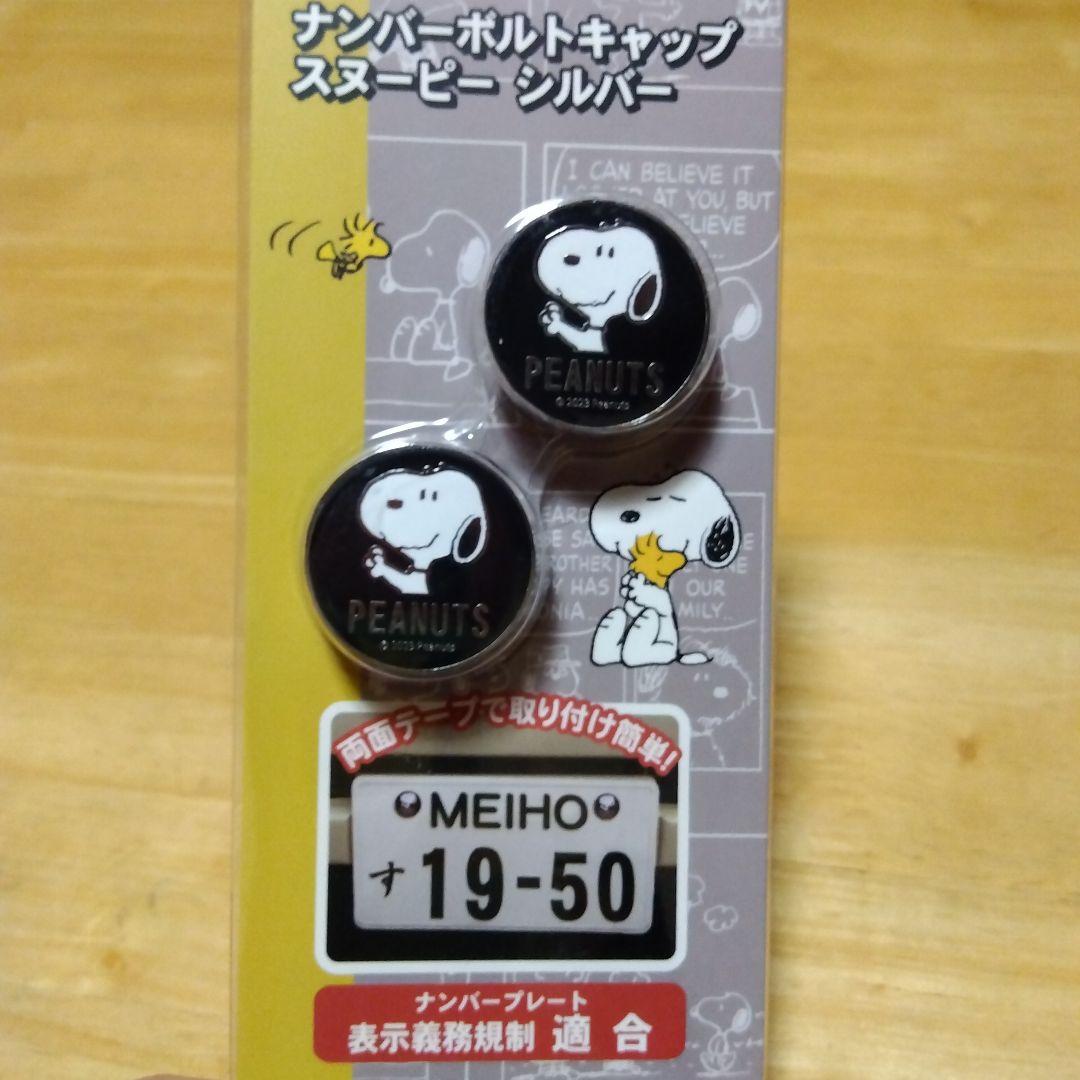 ナンバーボルトキャップ
スヌーピー シルバー
I CAN BELIEVE IT
AT YOU, BUT
PEANUTS
© 2023 Peanuts
PEANUTS
© 2023 Peanuts
HAS
OUR
両面テープで取り付け簡単!
MEIHO
す 19-50
ナンバープレート
表示義務規制 適合